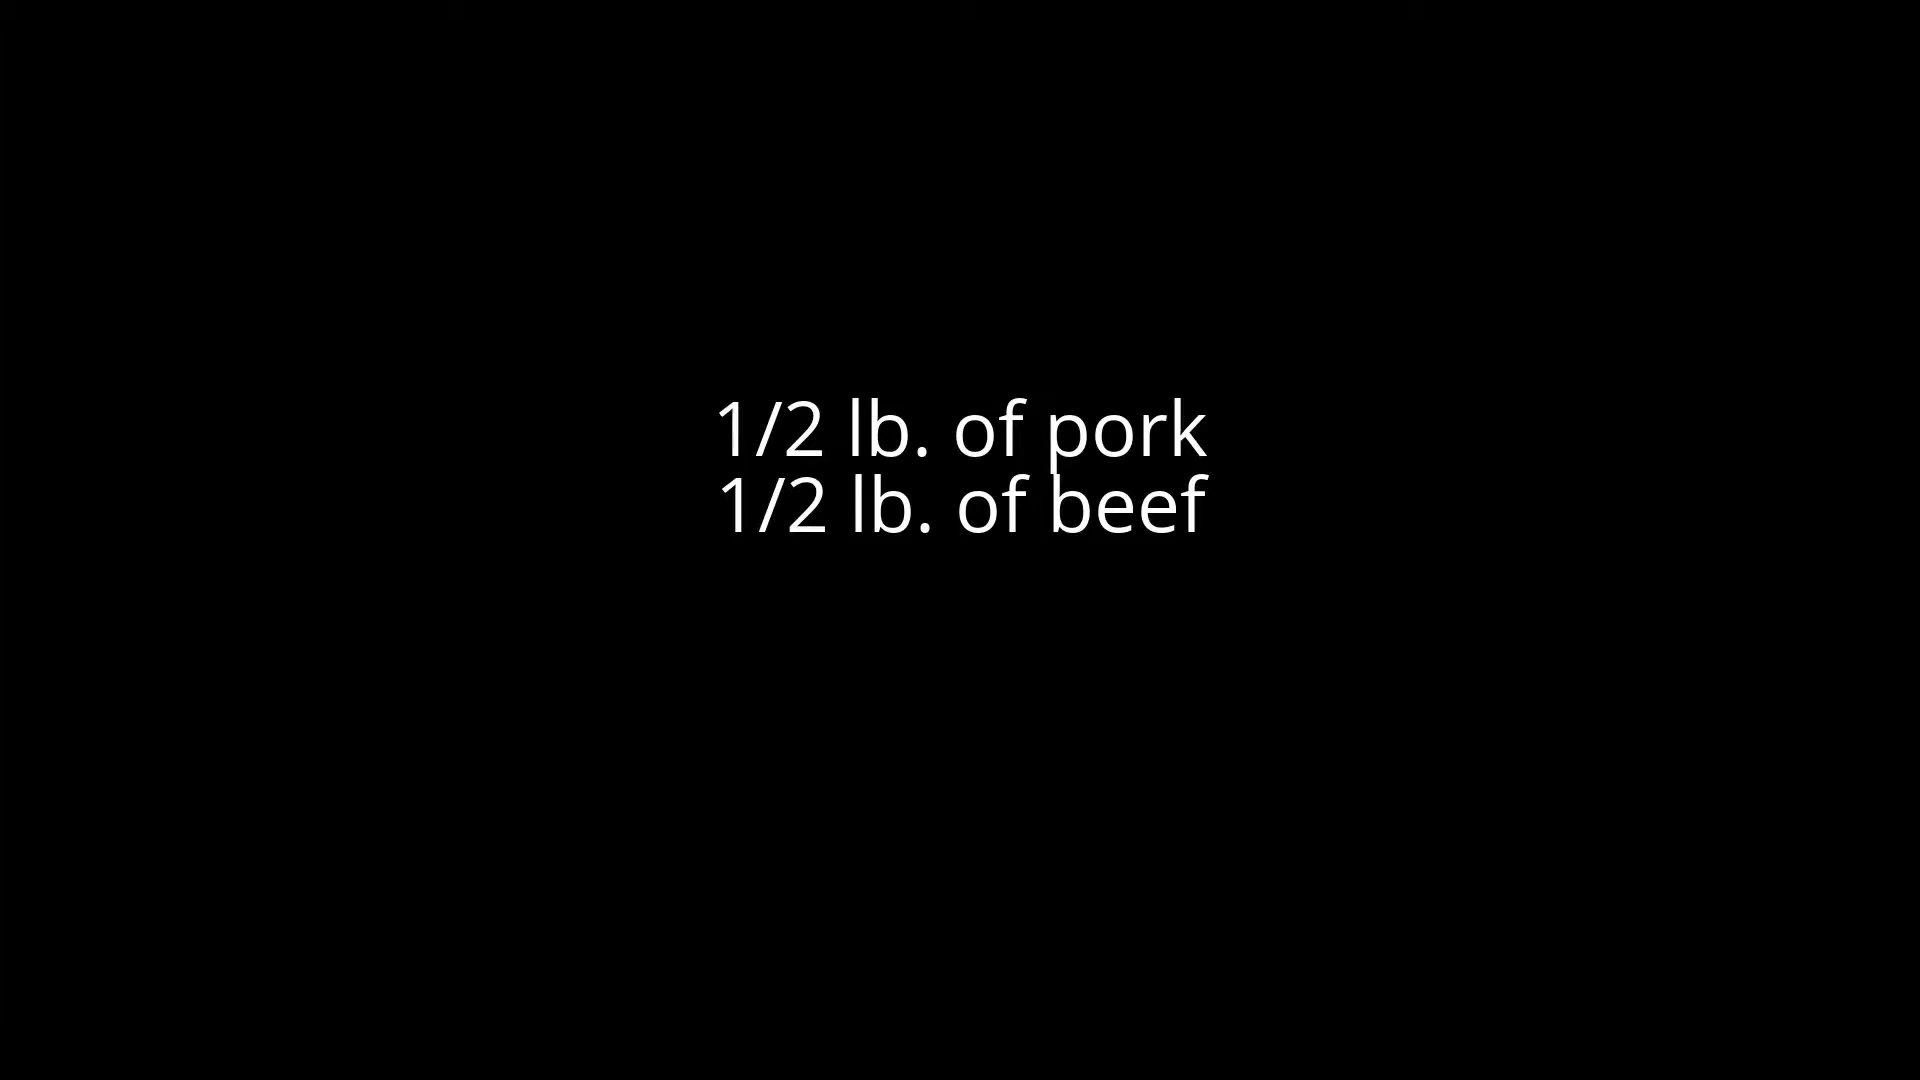 1/2 lb. of pork
1/2 lb. of beef